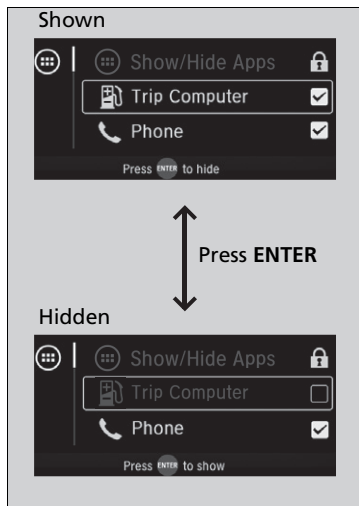 Shown
Show/Hide Apps
Trip Computer
Phone
Press ENTER to hide
Press ENTER
Hidden
Show/Hide Apps
Trip Computer
Phone
Press ENTER to show